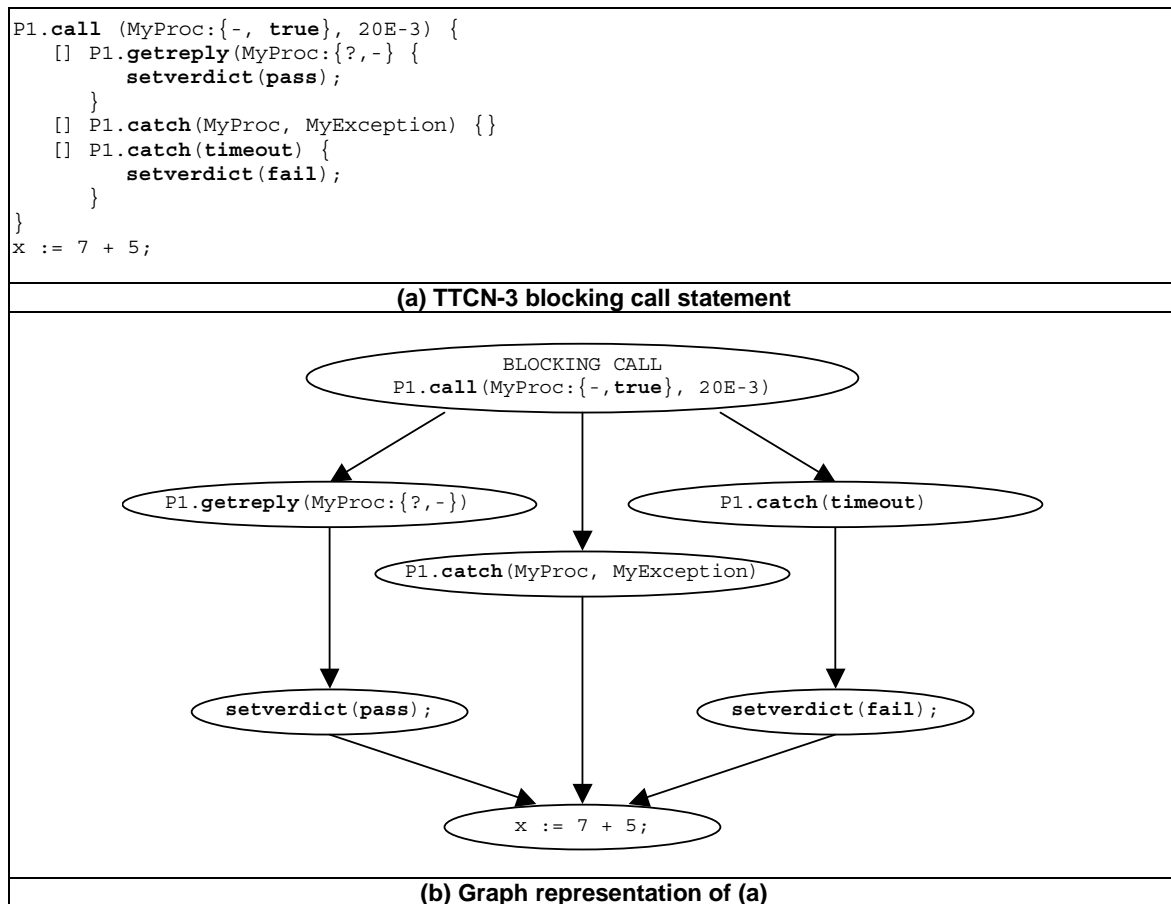 P1.call (MyProc:{-, true}, 20E-3) {
[] P1.getreply(MyProc:{?,-} {
setverdict(pass);
}
[] P1.catch(MyProc, MyException) {}
[] P1.catch(timeout) {
setverdict(fail);
}
}
x := 7 + 5;
(a) TTCN-3 blocking call statement
BLOCKING CALL
P1.call(MyProc:{-,true}, 20E-3)
P1.getreply(MyProc:{?,-})
P1.catch(timeout)
P1.catch(MyProc, MyException)
setverdict(pass);
setverdict(fail);
x := 7 + 5;
(b) Graph representation of (a)